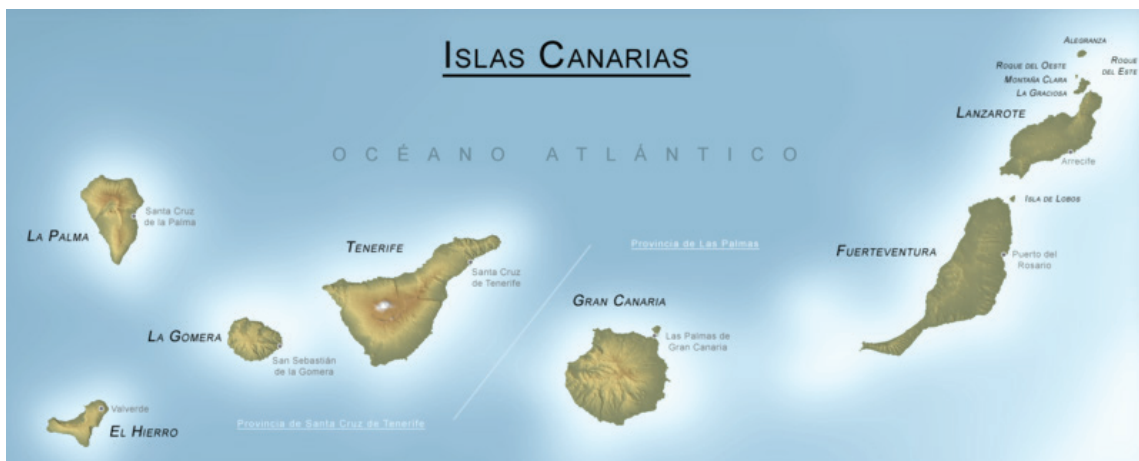 ISLAS CANARIAS
ALEGRANZA
ROQUE DEL OESTE
ROQUE
DEL ESTE
MONTAÑA CLARA
LA GRACIOSA
LANZAROTE
OCÉANO ATLÁNTICO
Arrecife
ISLA DE LOBOS
Santa Cruz
de la Palma
LA PALMA
TENERIFE
Provincia de Las Palmas
FUERTEVENTURA
Puerto del
Rosario
Santa Cruz
de Tenerife
GRAN CANARIA
LA GOMERA
Las Palmas de
Gran Canaria
San Sebastián
de la Gomera
Valverde
EL HIERRO
Provincia de Santa Cruz de Tenerife